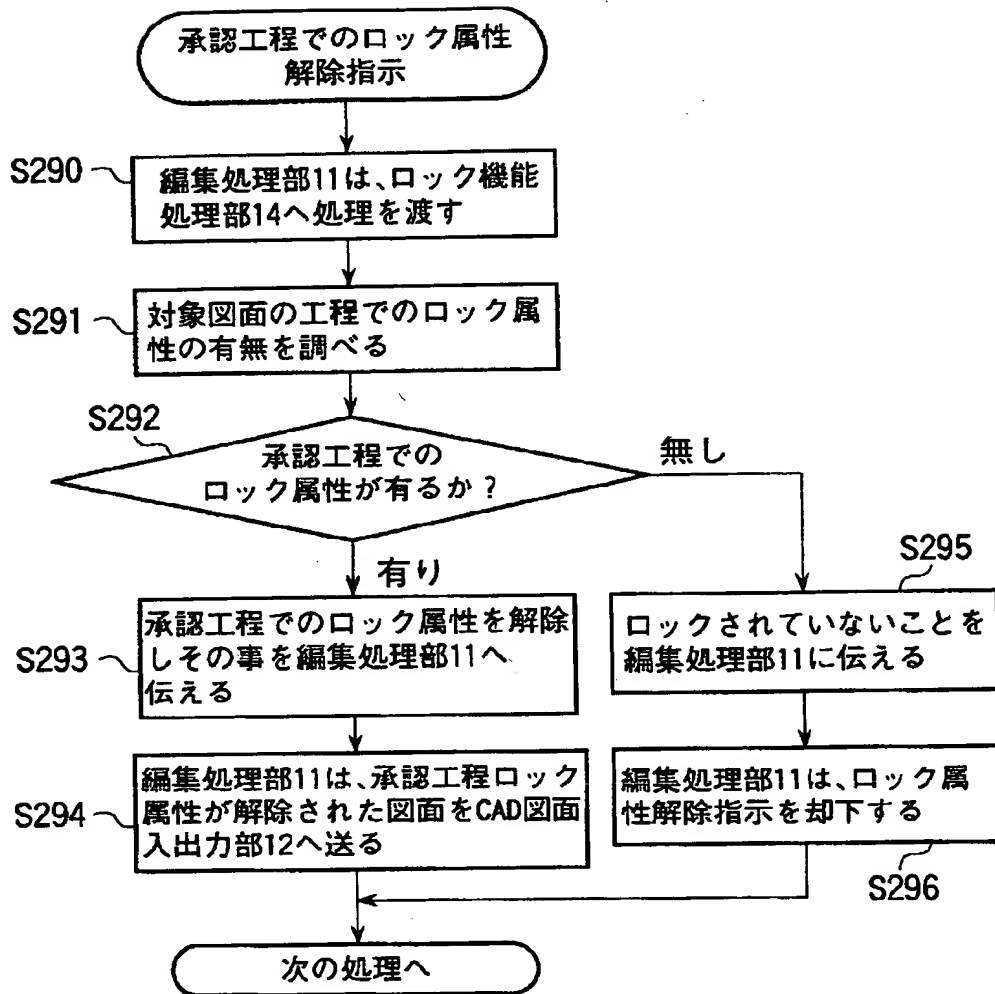 承認工程でのロック属性
解除指示
S290
編集処理部11は、ロック機能
処理部14へ処理を渡す
S291
対象図面の工程でのロック属
性の有無を調べる
S292
承認工程での
ロック属性が有るか?
無し
有り
S293
承認工程でのロック属性を解除
しその事を編集処理部11へ
伝える
S295
ロックされていないことを
編集処理部11に伝える
S294
編集処理部11は、承認工程ロック
属性が解除された図面をCAD図面
入出力部12へ送る
編集処理部11は、ロック属
性解除指示を却下する
S296
次の処理へ